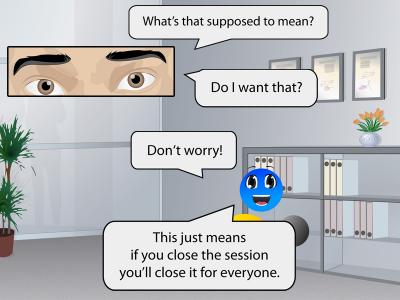 What's that supposed to mean?
Do I want that?
Don't worry!
This just means
if you close the session
you'll close it for everyone.